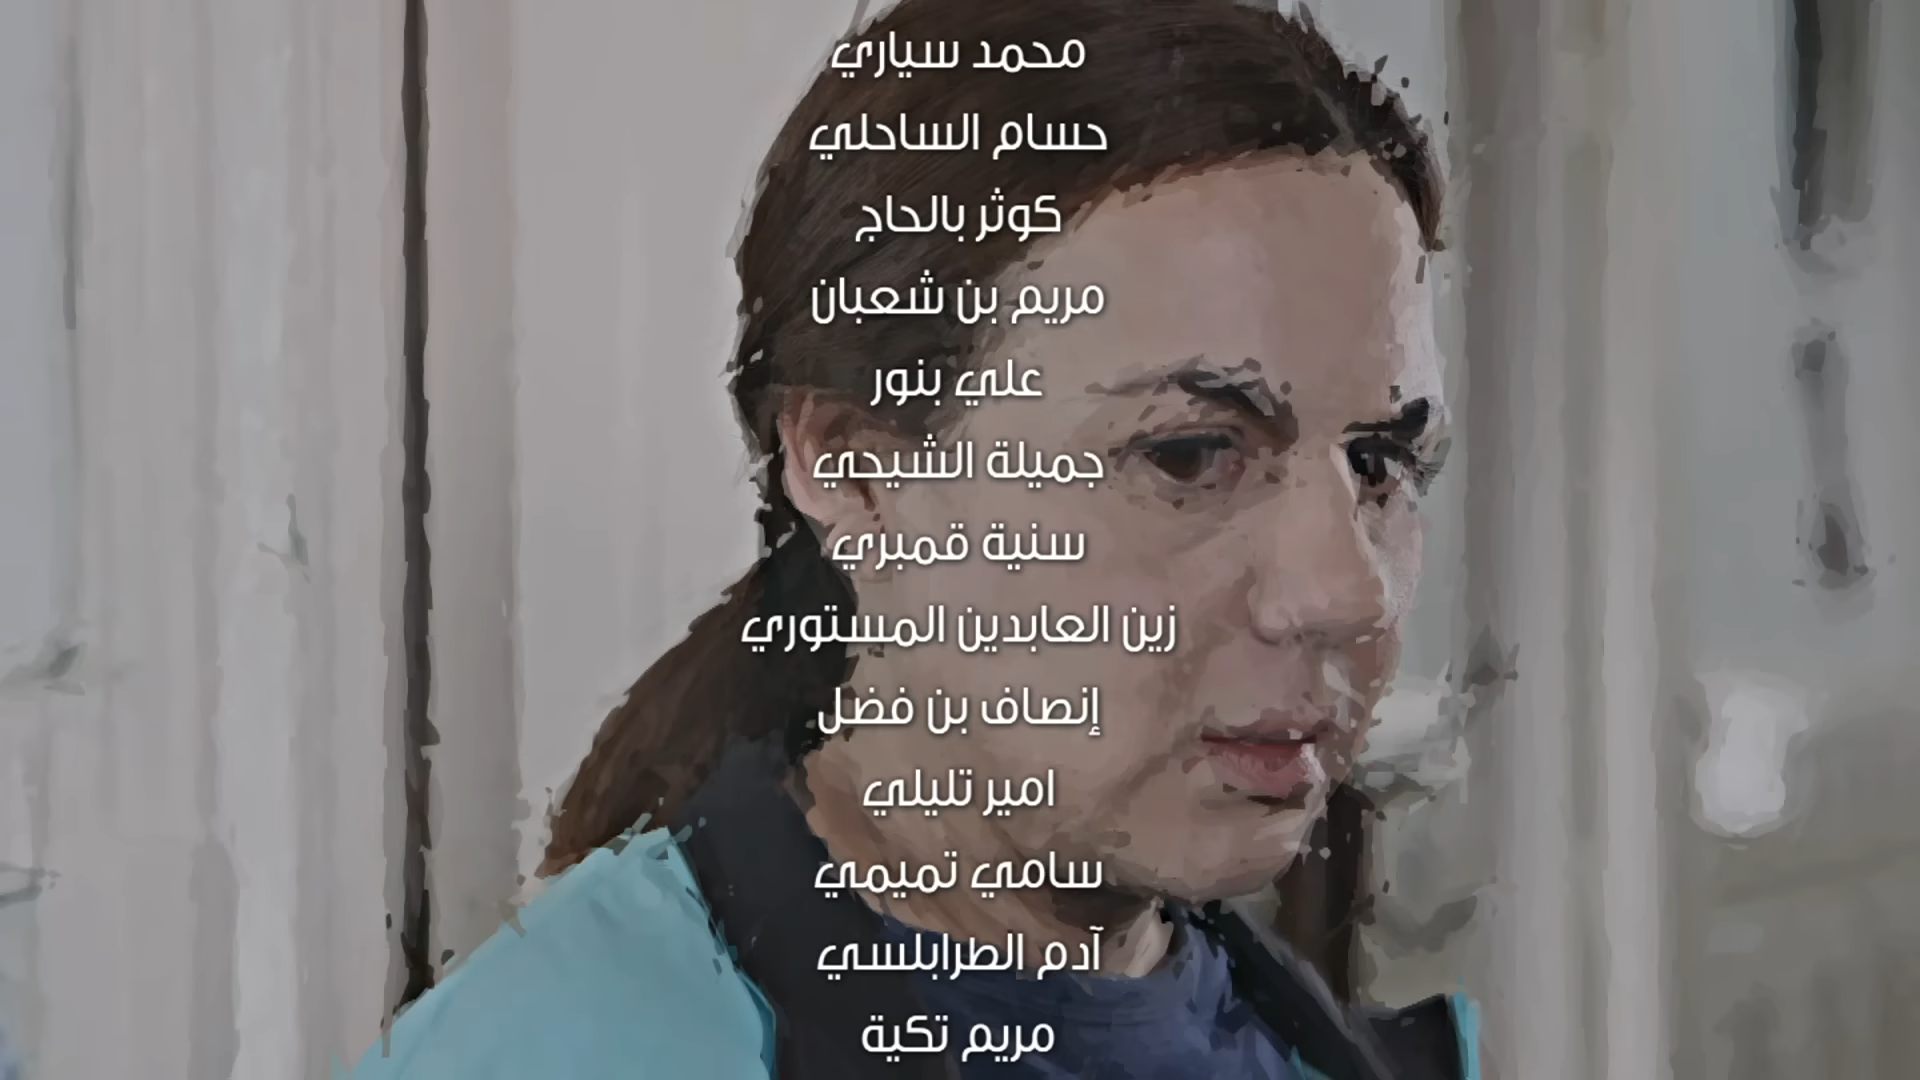 محمد سياري
حسام الساحلي
كوثر بالحاج
مريم بن شعبان
علي بنور
جميلة الشيحي
سنية قمبري
زين العابدين المستوري
إنصاف بن فضل
امير تليلي
سامي تميمي
آدم الطرابلسي
مريم تكية